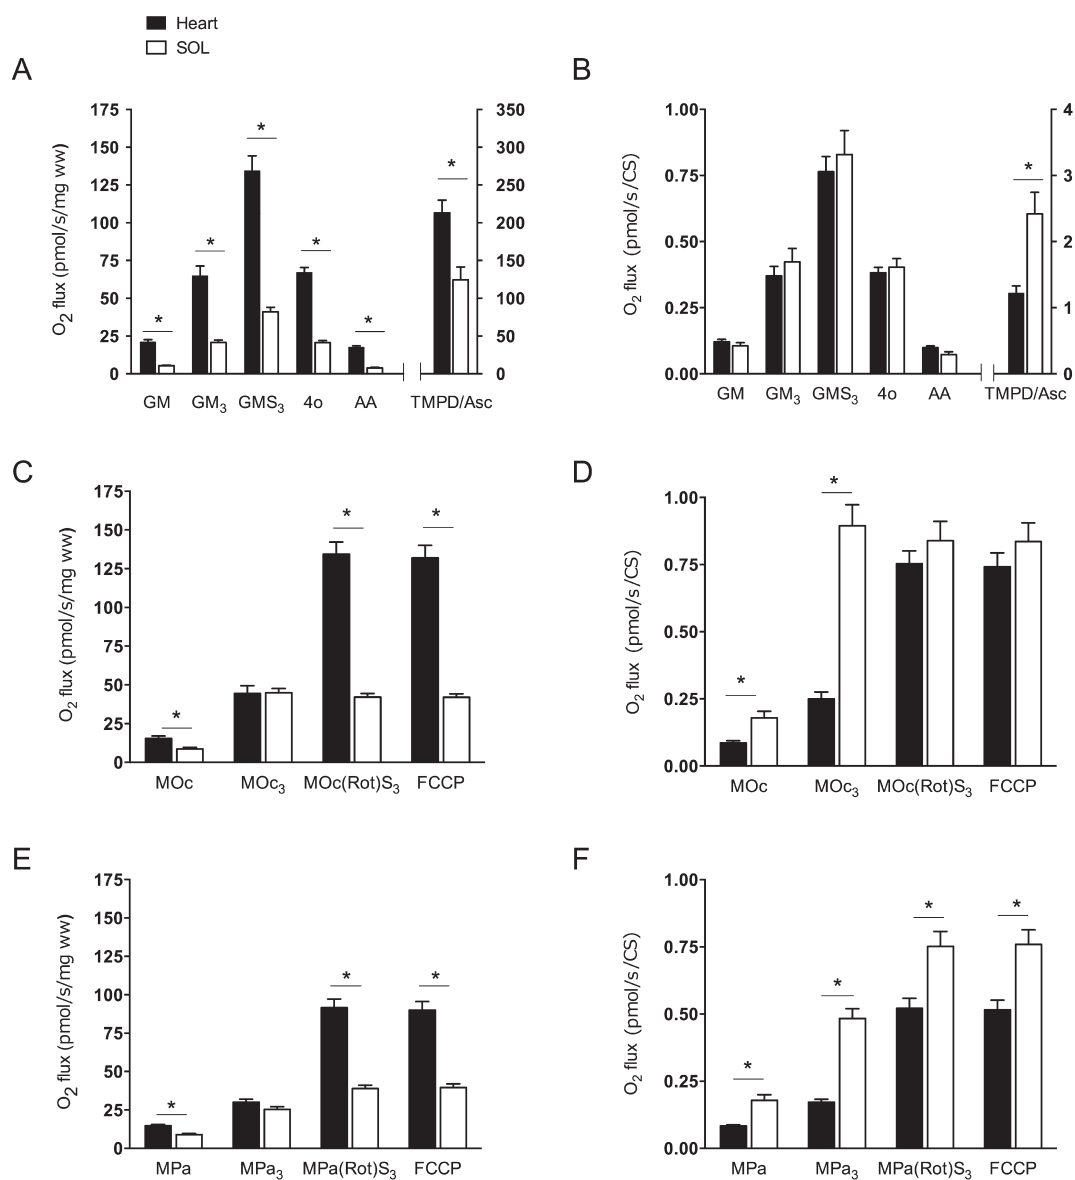 Heart
SOL
A
O2 flux (pmol/s/mg ww)
175
150
125
100
75
50
25
0
350
300
250
200
150
100
50
0
* * * * * *
GM GM3 GMS3 4o AA TMPD/Asc
B
O2 flux (pmol/s/CS)
1.00
0.75
0.50
0.25
0.00
4
3
2
1
0
*
GM GM3 GMS3 4o AA TMPD/Asc
C
O2 flux (pmol/s/mg ww)
175
150
125
100
75
50
25
0
* * *
MOc MOc3 MOc(Rot)S3 FCCP
D
O2 flux (pmol/s/CS)
1.00
0.75
0.50
0.25
0.00
* *
MOc MOc3 MOc(Rot)S3 FCCP
E
O2 flux (pmol/s/mg ww)
175
150
125
100
75
50
25
0
* * *
MPa MPa3 MPa(Rot)S3 FCCP
F
O2 flux (pmol/s/CS)
1.00
0.75
0.50
0.25
0.00
* * * *
MPa MPa3 MPa(Rot)S3 FCCP